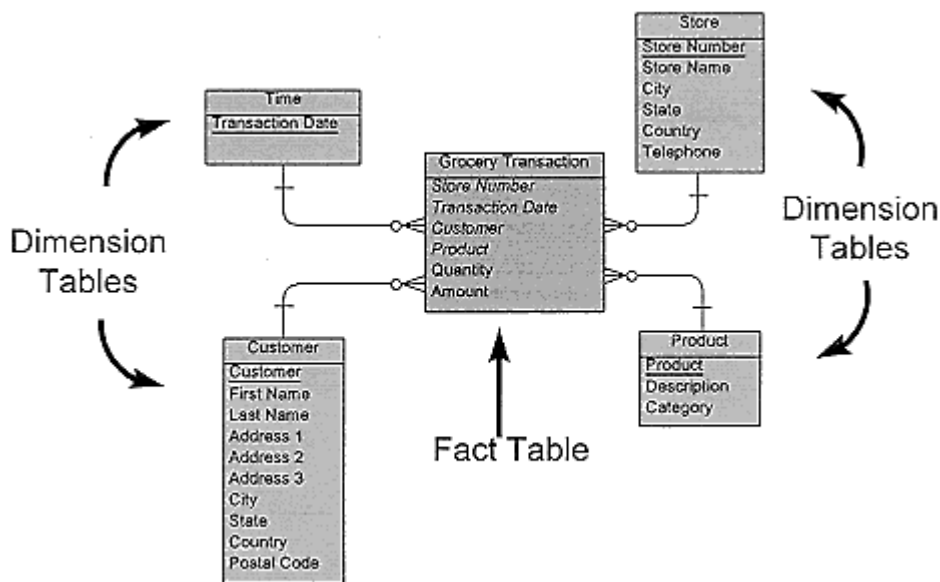 Store
Store Number
Store Name
City
State
Country
Telephone
Time
Transaction Date
Grocery Transaction
Store Number
Transaction Date
Customer
Product
Quantity
Amount
Dimension
Tables
Dimension
Tables
Customer
Customer
First Name
Last Name
Address 1
Address 2
Address 3
City
State
Country
Postal Code
Product
Product
Description
Category
Fact Table